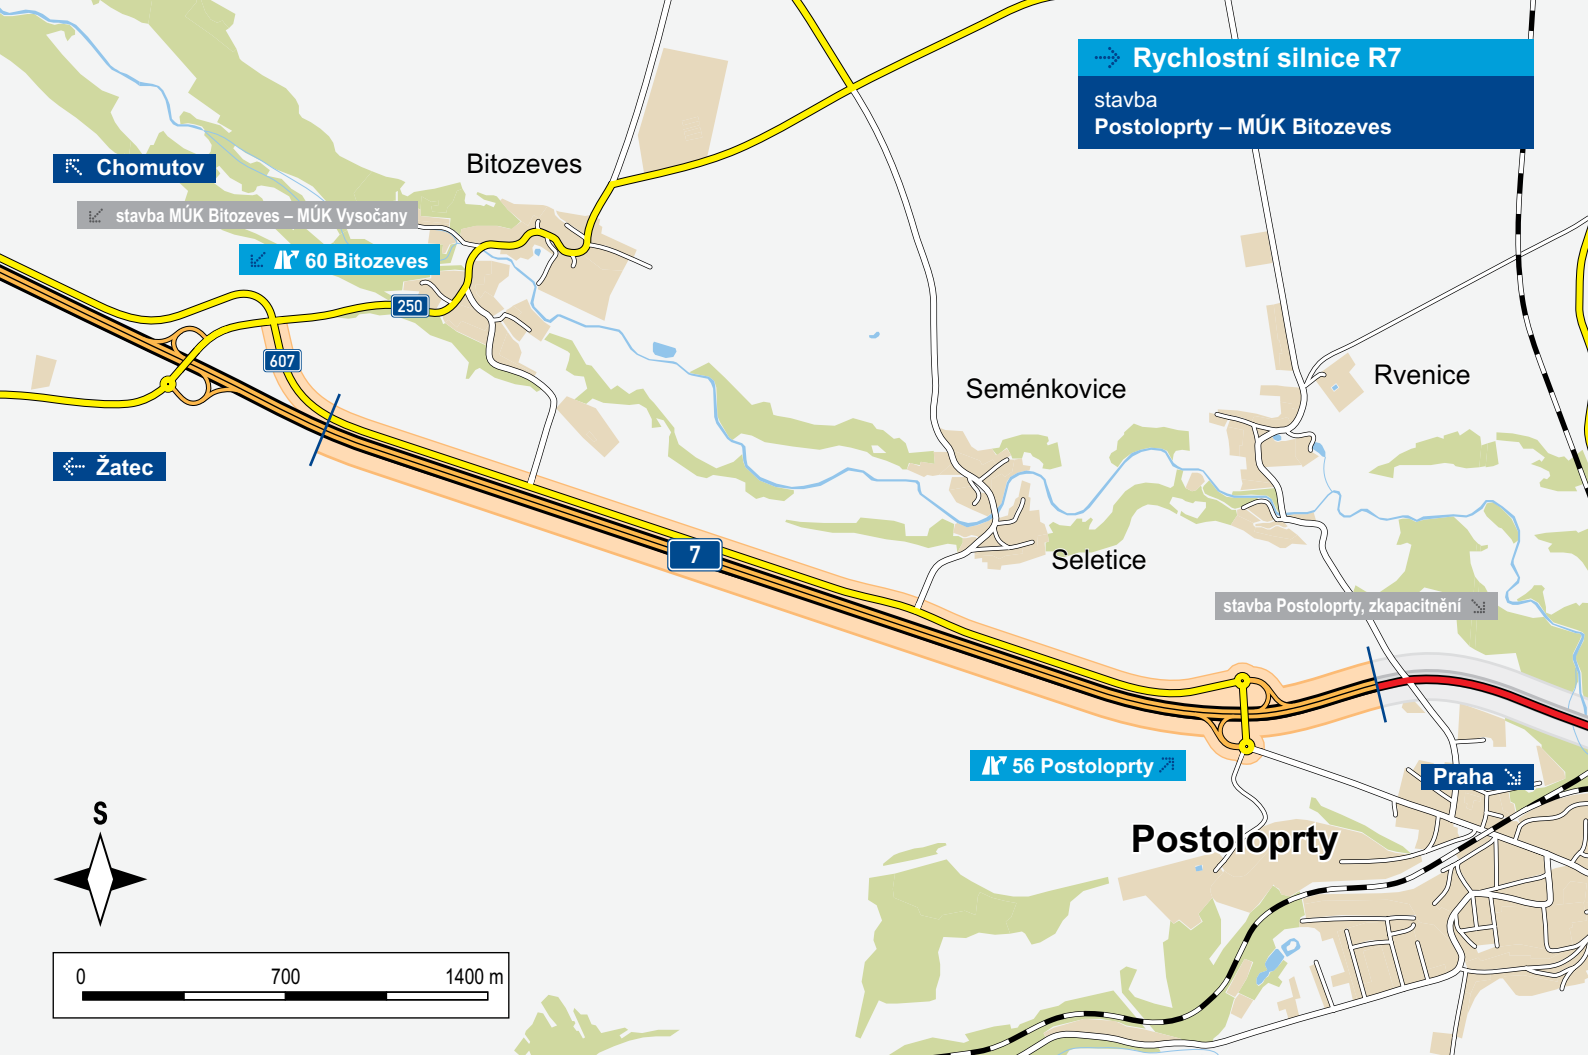 Rychlostní silnice R7
stavba
Postoloprty – MÚK Bitozeves
Bitozeves
Chomutov
stavba MÚK Bitozeves – MÚK Vysočany
60 Bitozeves
250
607
Seménkovice
Rvenice
Žatec
7
Seletice
stavba Postoloprty, zkapacitnění
56 Postoloprty
Praha
Postoloprty
S
0 700 1400 m